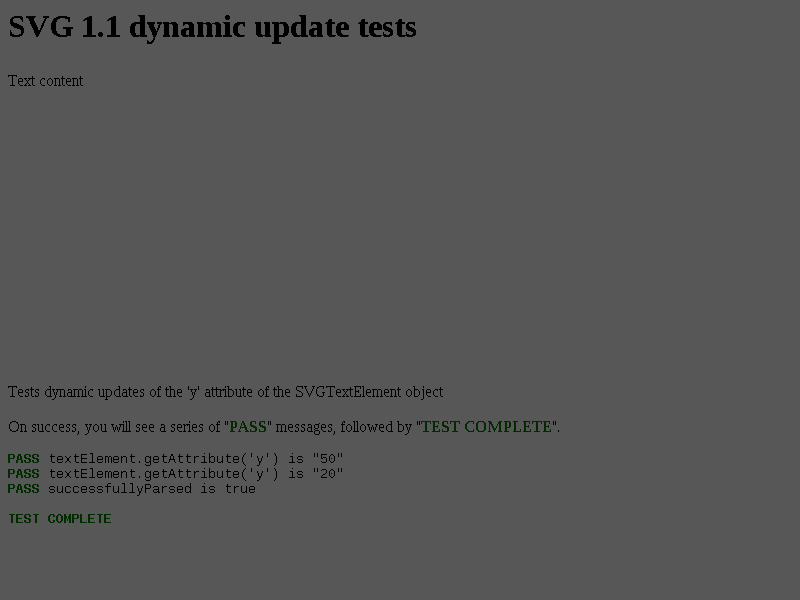 SVG 1.1 dynamic update tests
Text content
Tests dynamic updates of the 'y' attribute of the SVGTextElement object
On success, you will see a series of "PASS" messages, followed by "TEST COMPLETE".
PASS textElement.getAttribute('y') is "50"
PASS textElement.getAttribute('y') is "20"
PASS successfullyParsed is true
TEST COMPLETE